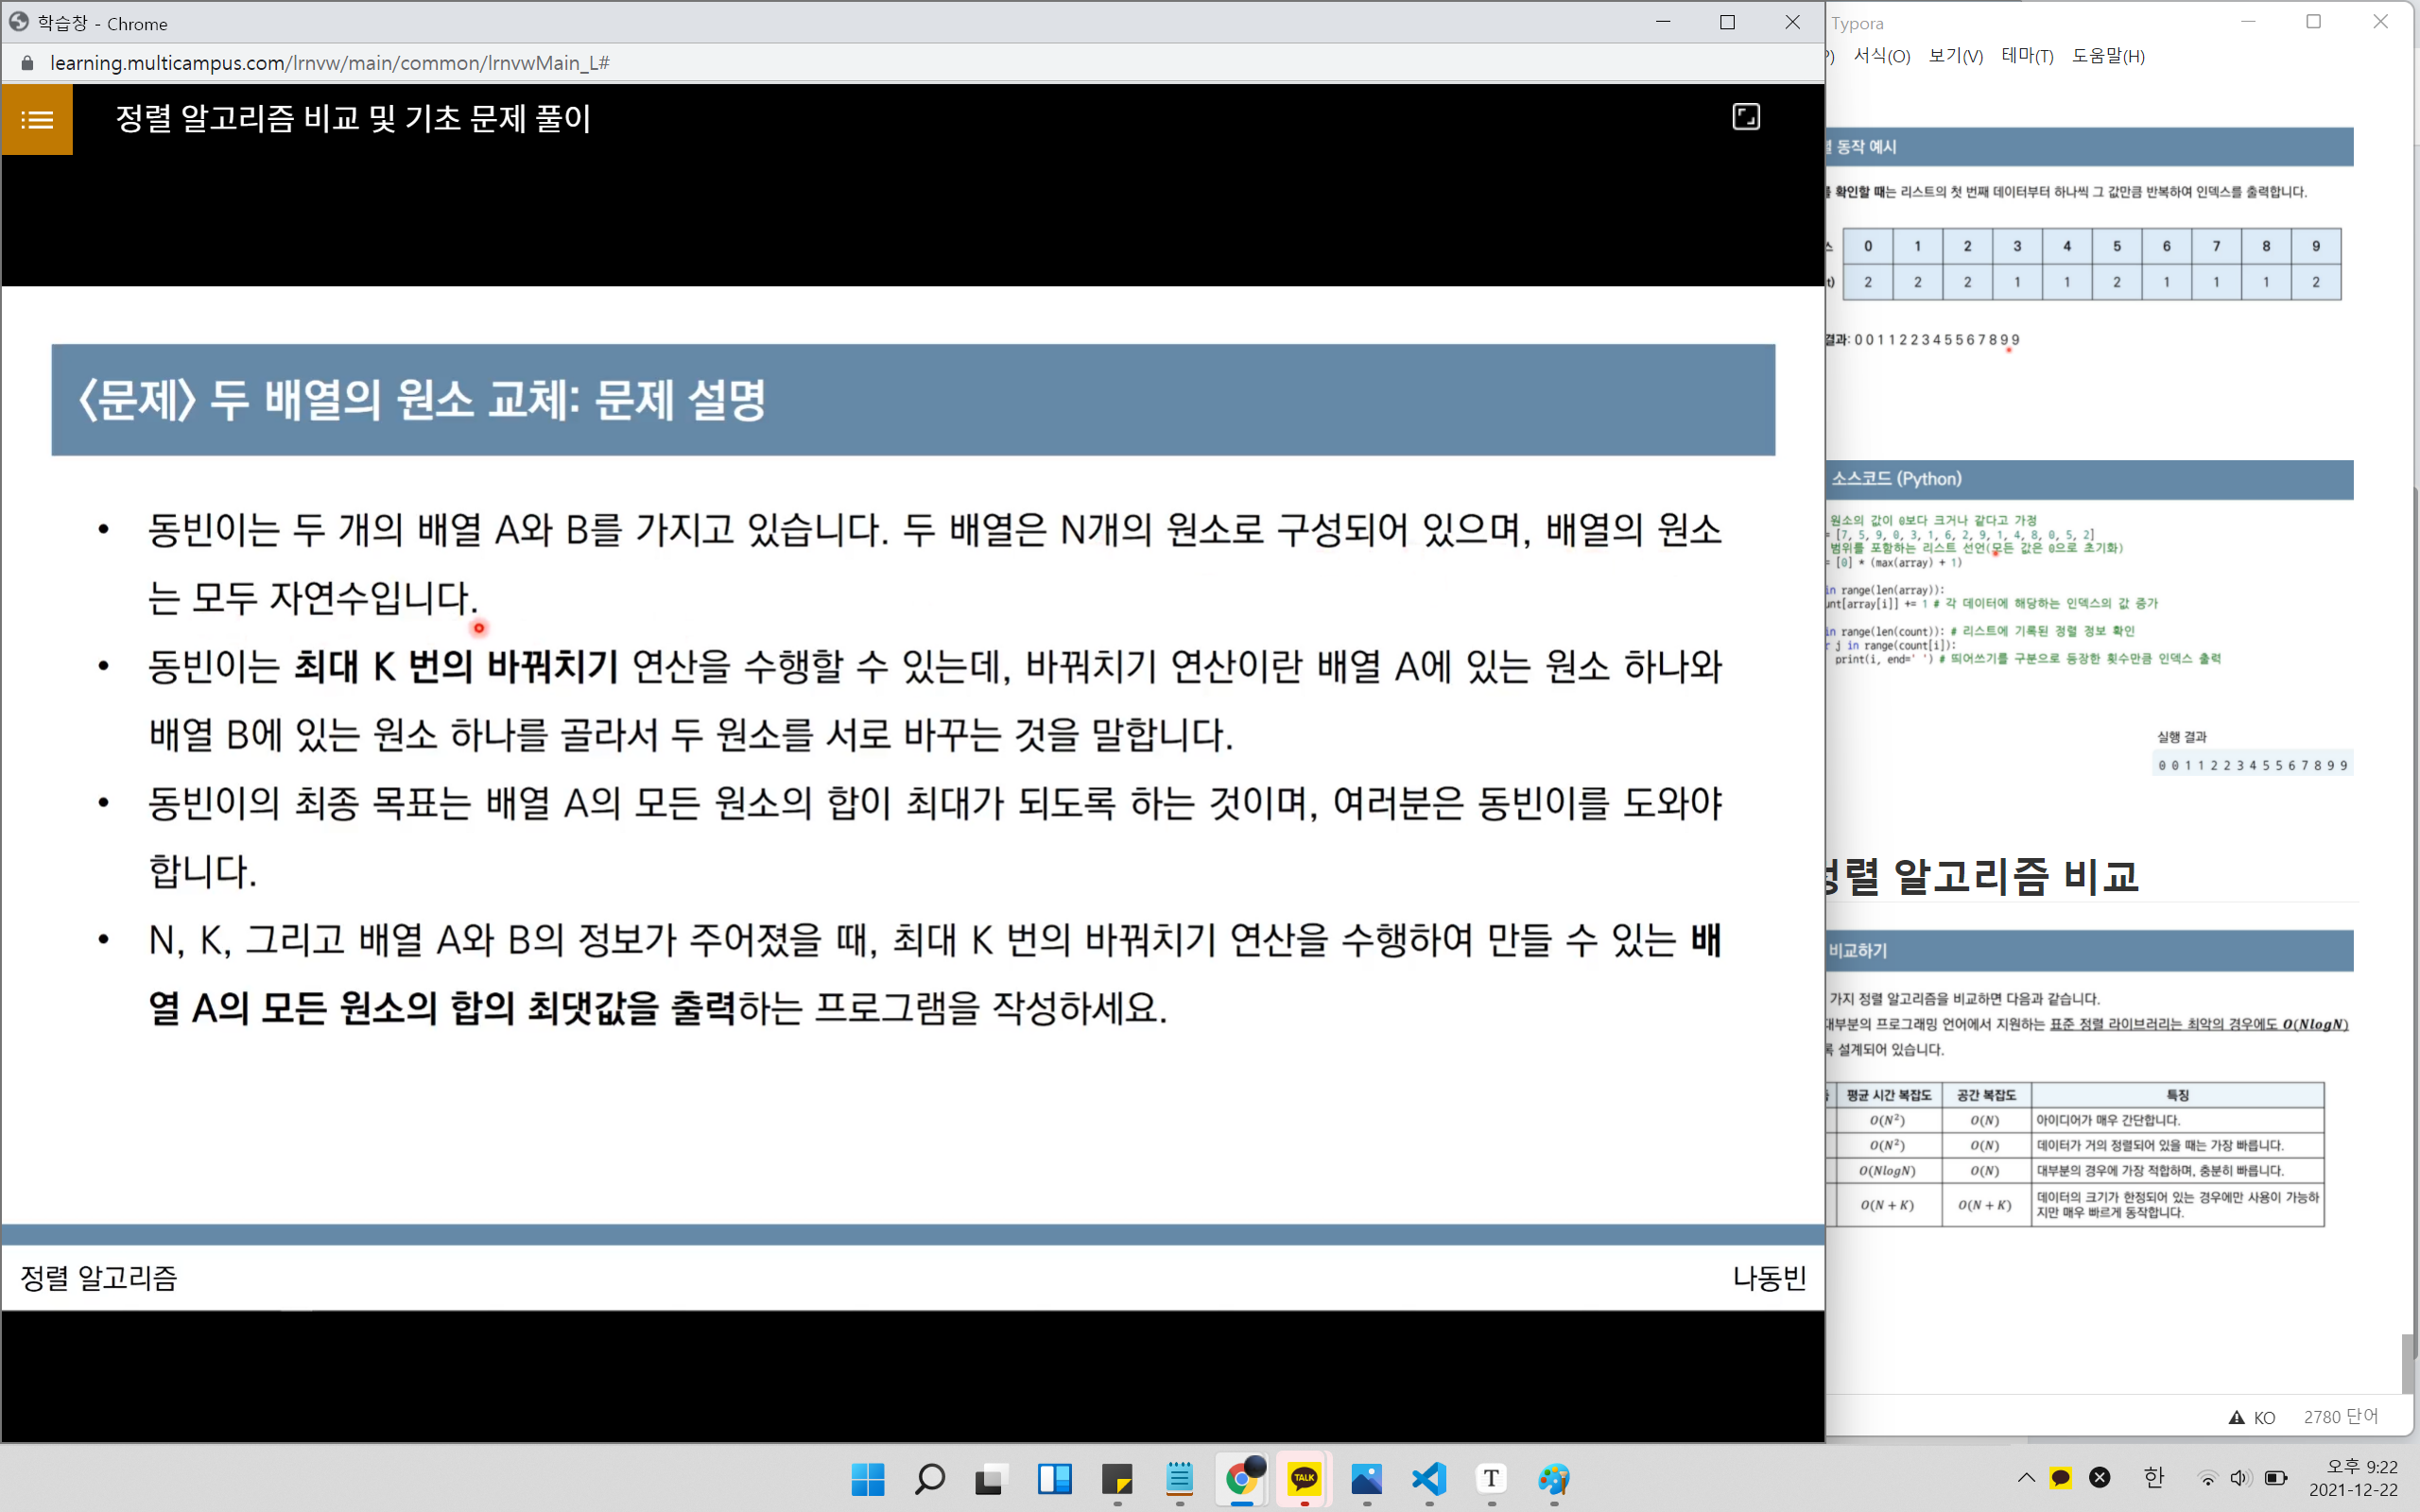 학습창 - Chrome
learning.multicampus.com/lrnvw/main/common/lrnvwMain_L#
정렬 알고리즘 비교 및 기초 문제 풀이
<문제> 두 배열의 원소 교체: 문제 설명
• 동빈이는 두 개의 배열 A와 B를 가지고 있습니다. 두 배열은 N개의 원소로 구성되어 있으며, 배열의 원소
는 모두 자연수입니다.
• 동빈이는 최대 K 번의 바꿔치기 연산을 수행할 수 있는데, 바꿔치기 연산이란 배열 A에 있는 원소 하나와
배열 B에 있는 원소 하나를 골라서 두 원소를 서로 바꾸는 것을 말합니다.
• 동빈이의 최종 목표는 배열 A의 모든 원소의 합이 최대가 되도록 하는 것이며, 여러분은 동빈이를 도와야
합니다.
• N, K, 그리고 배열 A와 B의 정보가 주어졌을 때, 최대 K 번의 바꿔치기 연산을 수행하여 만들 수 있는 배
열 A의 모든 원소의 합의 최댓값을 출력하는 프로그램을 작성하세요.
정렬 알고리즘
나동빈
Typora
서식(O) 보기(V) 테마(T) 도움말(H)
동작 예시
확인할 때는 리스트의 첫 번째 데이터부터 하나씩 그 값만큼 반복하여 인덱스를 출력합니다.
0 1 2 3 4 5 6 7 8 9
2 2 2 1 1 2 1 1 1 2
결과: 0 0 1 1 2 2 3 4 5 5 6 7 8 9 9
소스코드 (Python)
원소의 값이 0보다 크거나 같다고 가정
= [7, 5, 9, 0, 3, 1, 6, 2, 9, 1, 4, 8, 0, 5, 2]
범위를 포함하는 리스트 선언(모든 값은 0으로 초기화)
= [0] * (max(array) + 1)
in range(len(array)):
unt[array[i]] += 1 # 각 데이터에 해당하는 인덱스의 값 증가
in range(len(count)): # 리스트에 기록된 정렬 정보 확인
r j in range(count[i]):
print(i, end=' ') # 띄어쓰기를 구분으로 등장한 횟수만큼 인덱스 출력
실행 결과
0 0 1 1 2 2 3 4 5 5 6 7 8 9 9
정렬 알고리즘 비교
비교하기
가지 정렬 알고리즘을 비교하면 다음과 같습니다.
대부분의 프로그래밍 언어에서 지원하는 표준 정렬 라이브러리는 최악의 경우에도 O(NlogN)
록 설계되어 있습니다.
평균 시간 복잡도 공간 복잡도 특징
O(N²) O(N) 아이디어가 매우 간단합니다.
O(N²) O(N) 데이터가 거의 정렬되어 있을 때는 가장 빠릅니다.
O(NlogN) O(N) 대부분의 경우에 가장 적합하며, 충분히 빠릅니다.
O(N + K) O(N + K) 데이터의 크기가 한정되어 있는 경우에만 사용이 가능하
지만 매우 빠르게 동작합니다.
KO 2780 단어
TALK
T
한
오후 9:22
2021-12-22